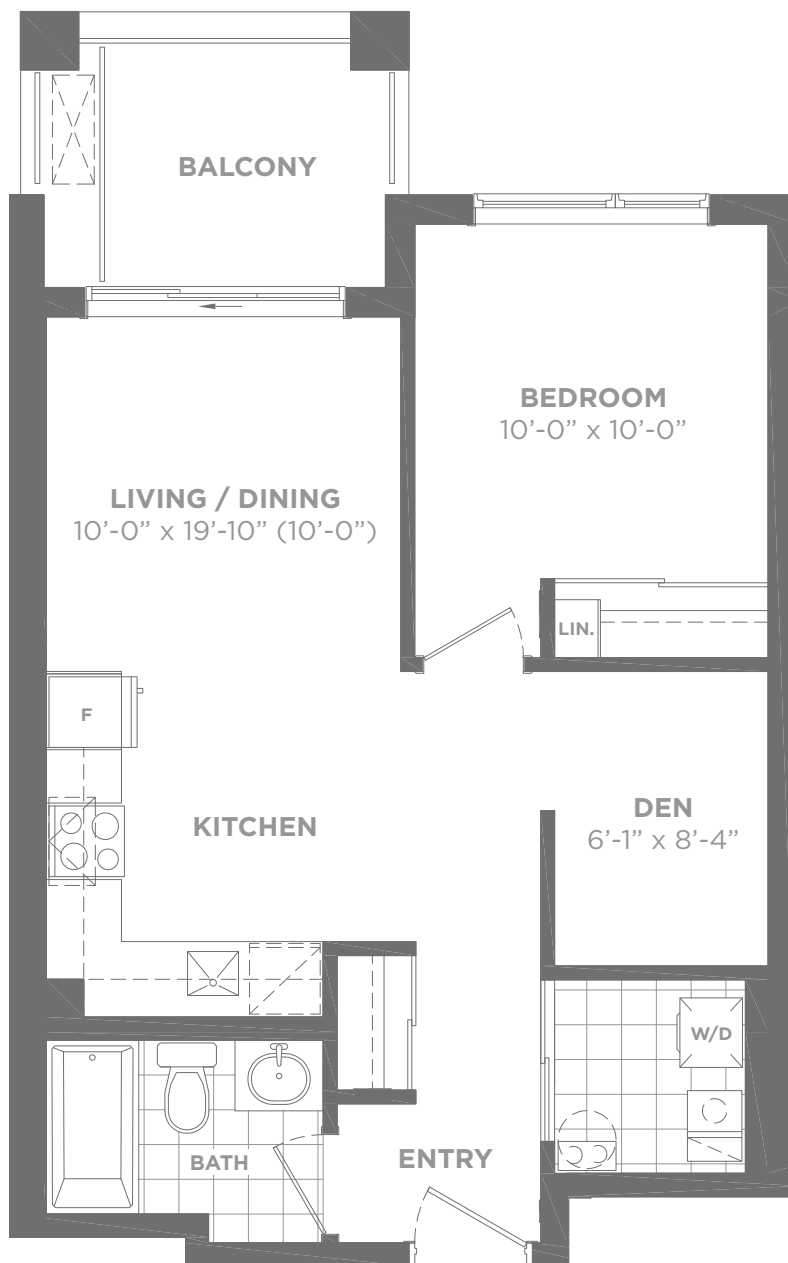 BALCONY
BEDROOM
10’-0” x 10’-0”
LIVING / DINING
10’-0” x 19’-10” (10’-0”)
LIN.
F
KITCHEN
DEN
6’-1” x 8’-4”
W/D
BATH
ENTRY